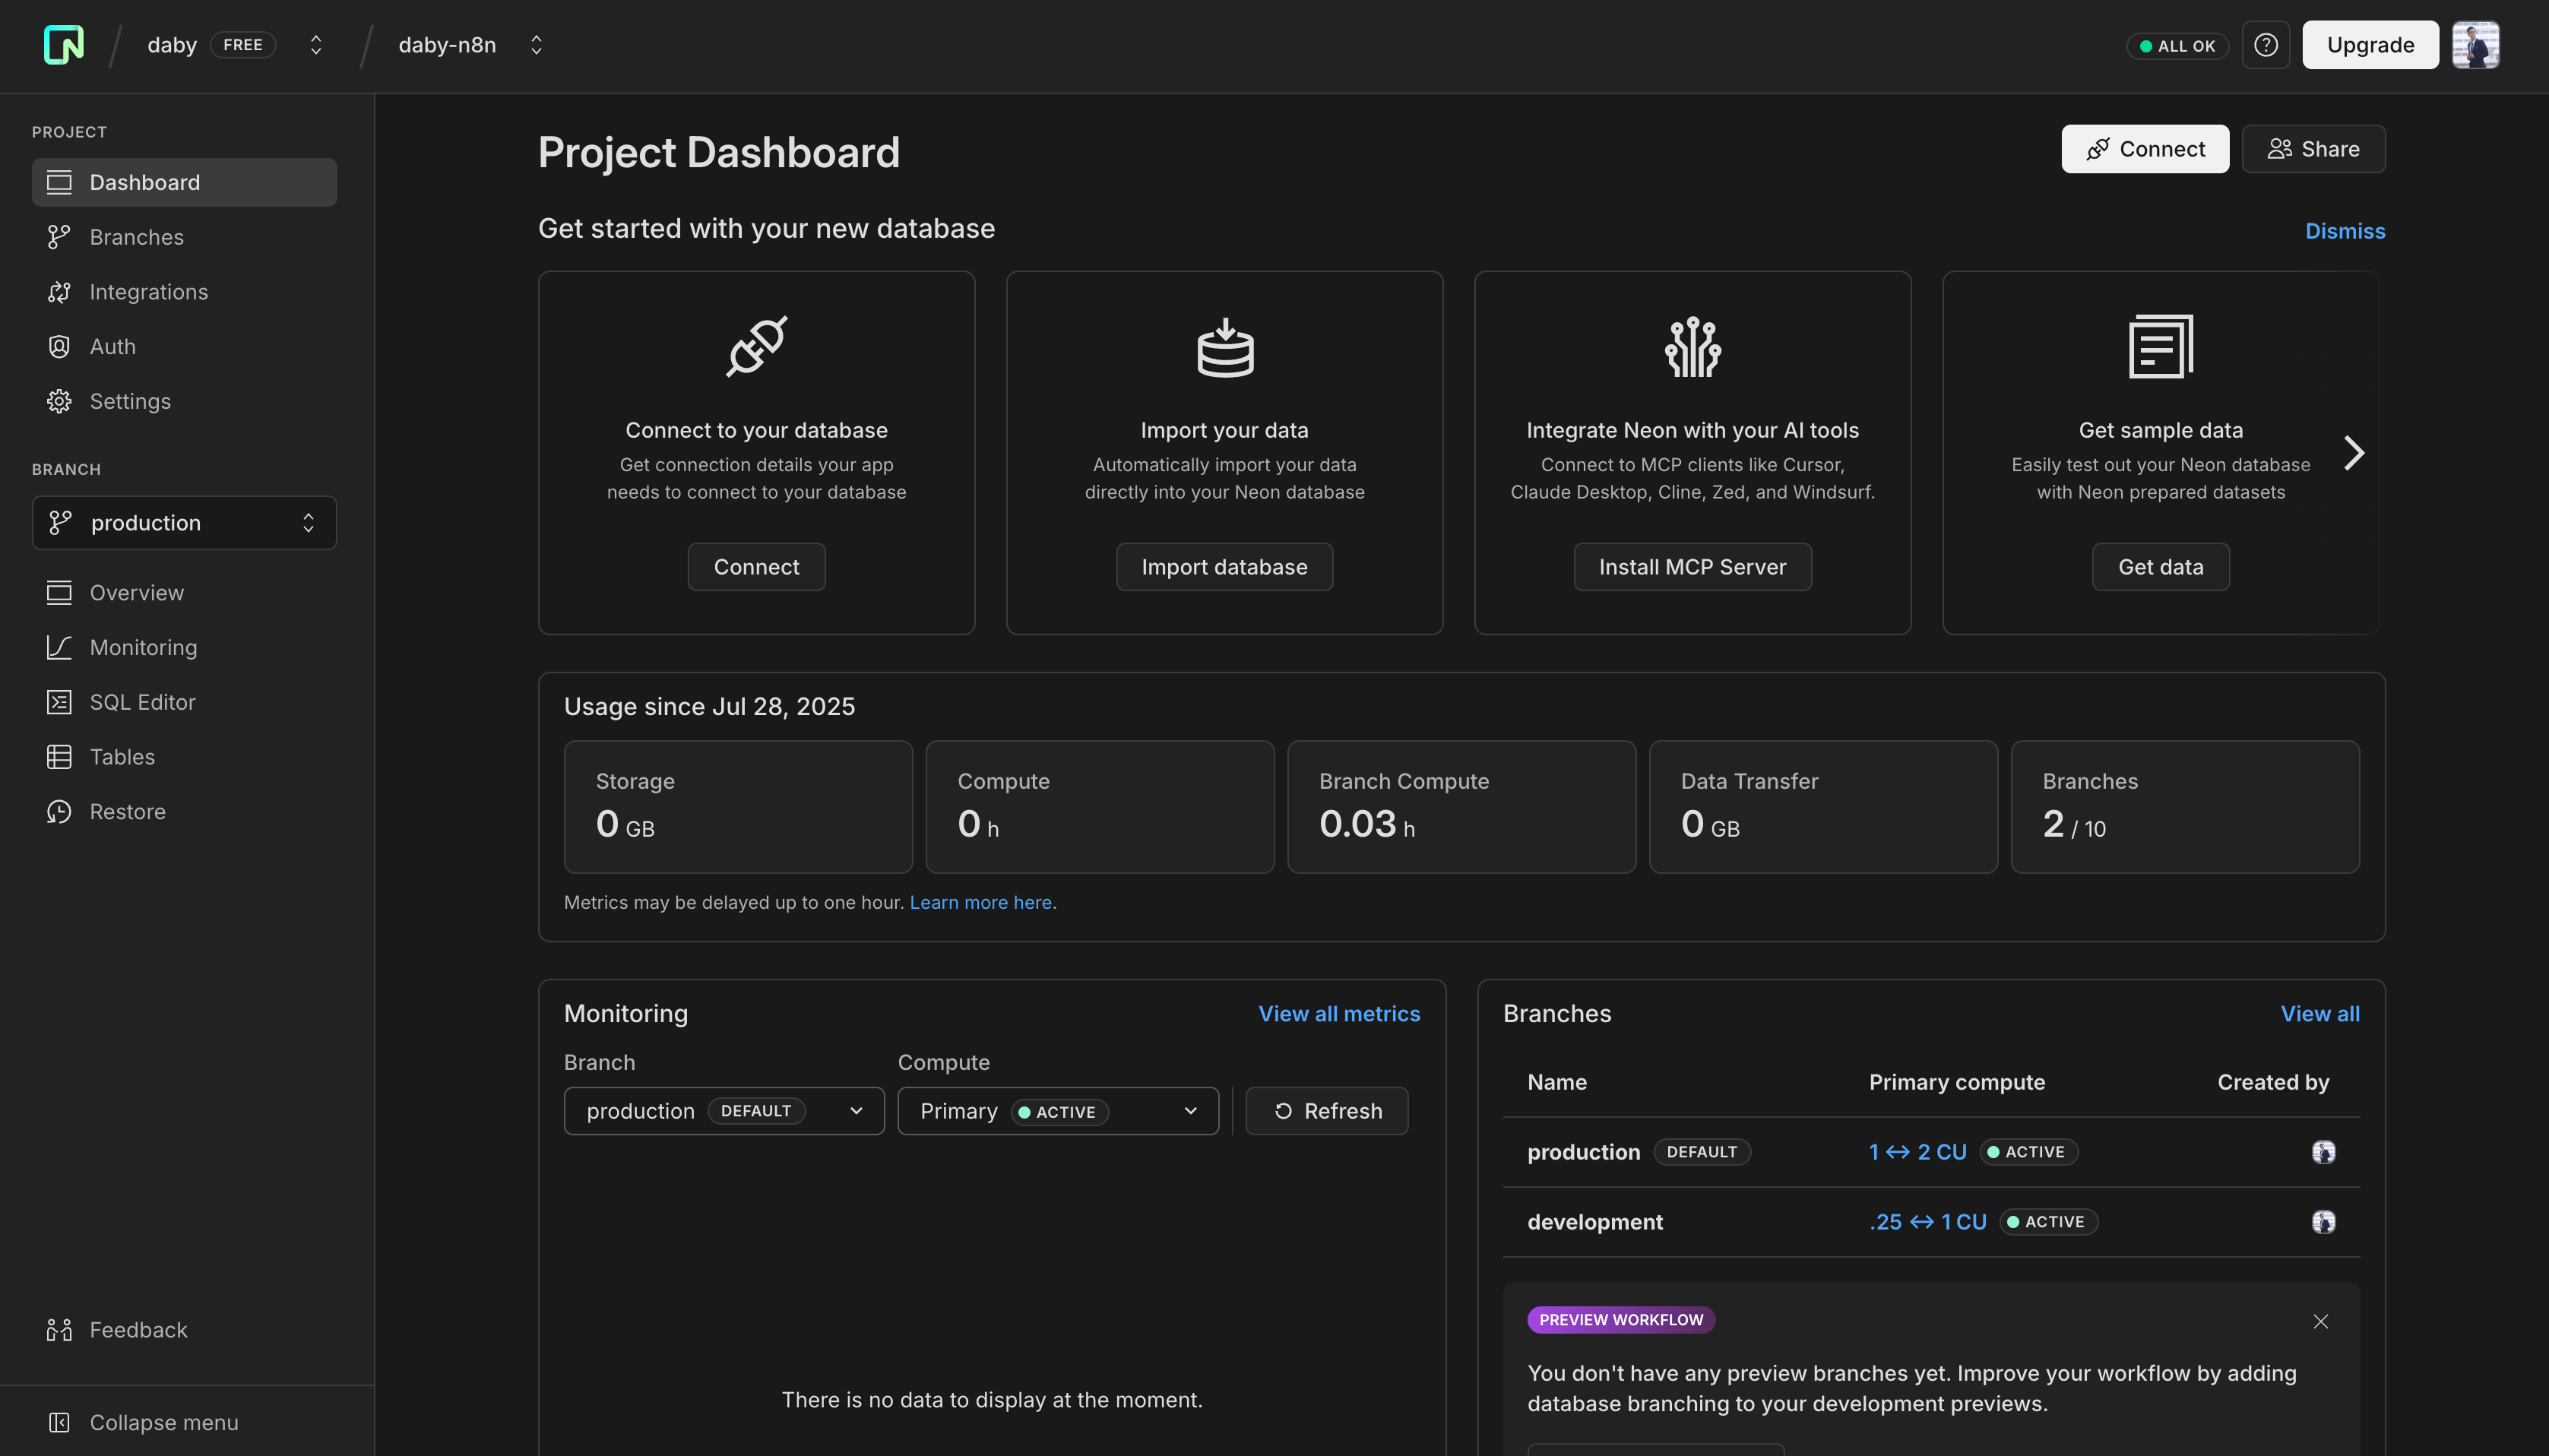 daby FREE daby-n8n ALL OK Upgrade
PROJECT
Dashboard
Branches
Integrations
Auth
Settings
BRANCH
production
Overview
Monitoring
SQL Editor
Tables
Restore
Feedback
Collapse menu
Project Dashboard
Connect
Share
Get started with your new database
Dismiss
Connect to your database
Get connection details your app
needs to connect to your database
Connect
Import your data
Automatically import your data
directly into your Neon database
Import database
Integrate Neon with your AI tools
Connect to MCP clients like Cursor,
Claude Desktop, Cline, Zed, and Windsurf.
Install MCP Server
Get sample data
Easily test out your Neon database
with Neon prepared datasets
Get data
Usage since Jul 28, 2025
Storage
0 GB
Compute
0 h
Branch Compute
0.03 h
Data Transfer
0 GB
Branches
2 / 10
Metrics may be delayed up to one hour. Learn more here.
Monitoring
View all metrics
Branch
production DEFAULT
Compute
Primary ACTIVE
Refresh
There is no data to display at the moment.
Branches
View all
Name Primary compute Created by
production DEFAULT 1 ↔ 2 CU ACTIVE
development .25 ↔ 1 CU ACTIVE
PREVIEW WORKFLOW
You don't have any preview branches yet. Improve your workflow by adding
database branching to your development previews.